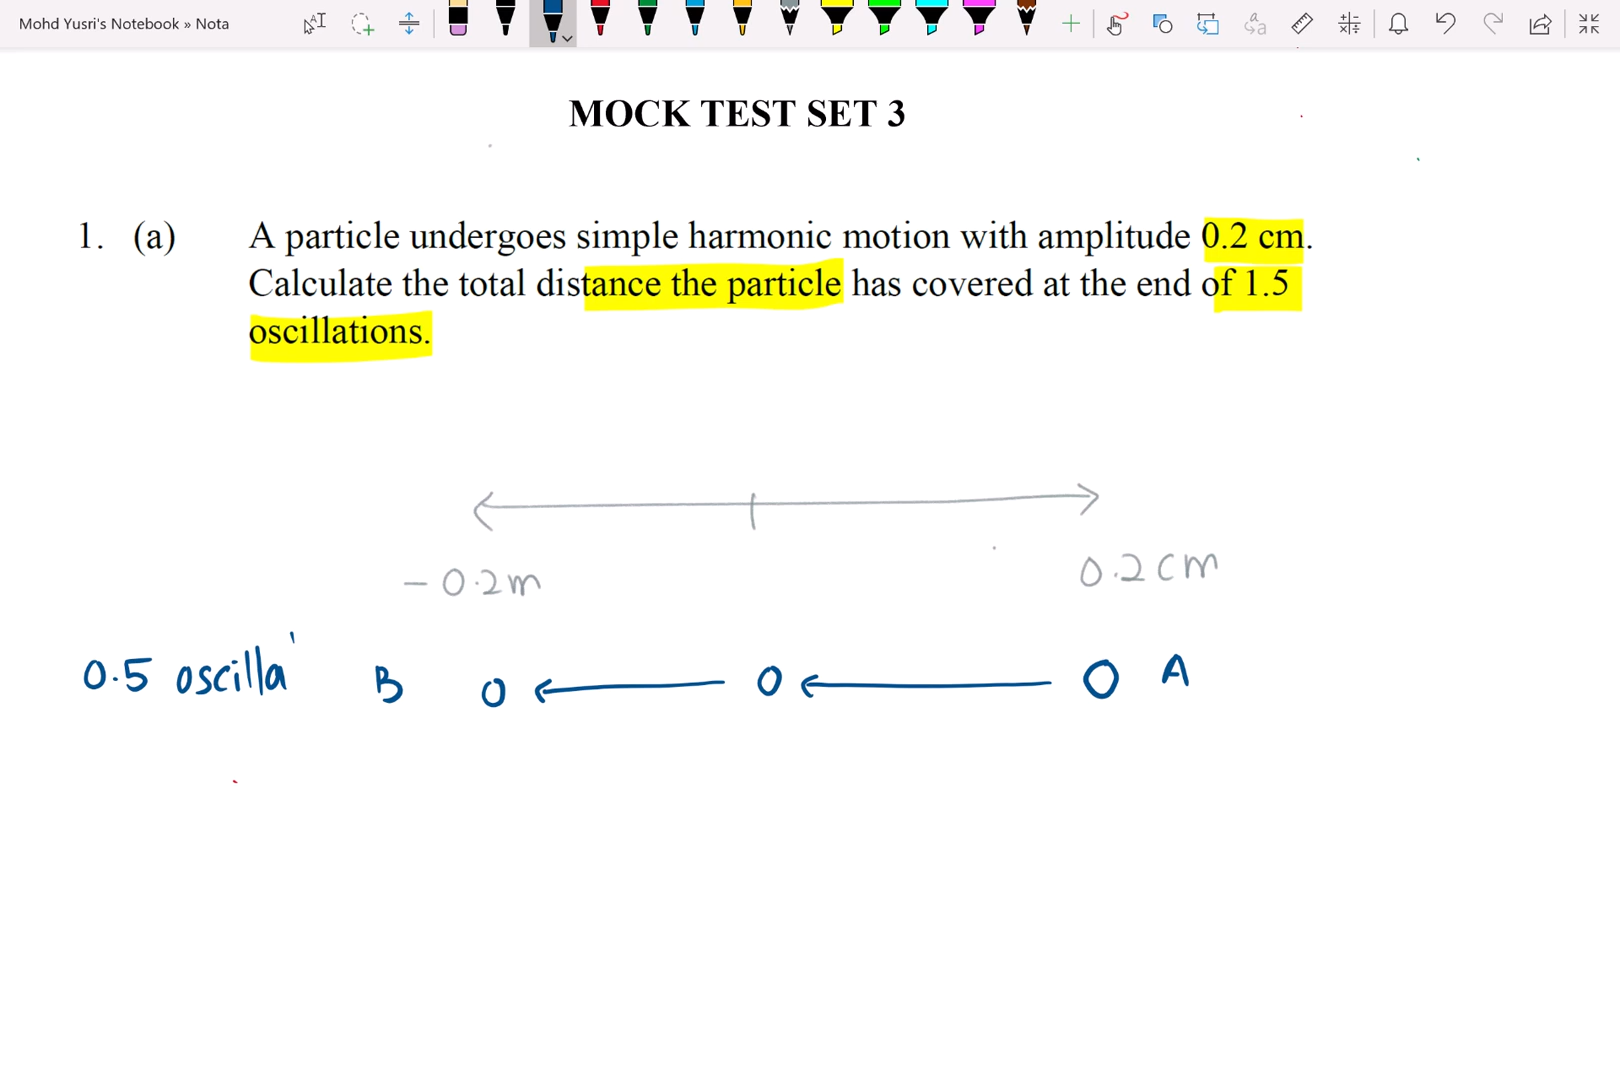 Mohd Yusri's Notebook » Nota
MOCK TEST SET 3
1. (a) A particle undergoes simple harmonic motion with amplitude 0.2 cm.
Calculate the total distance the particle has covered at the end of 1.5
oscillations.
- 0.2m 0.2cm
0.5 oscilla' B O O O A